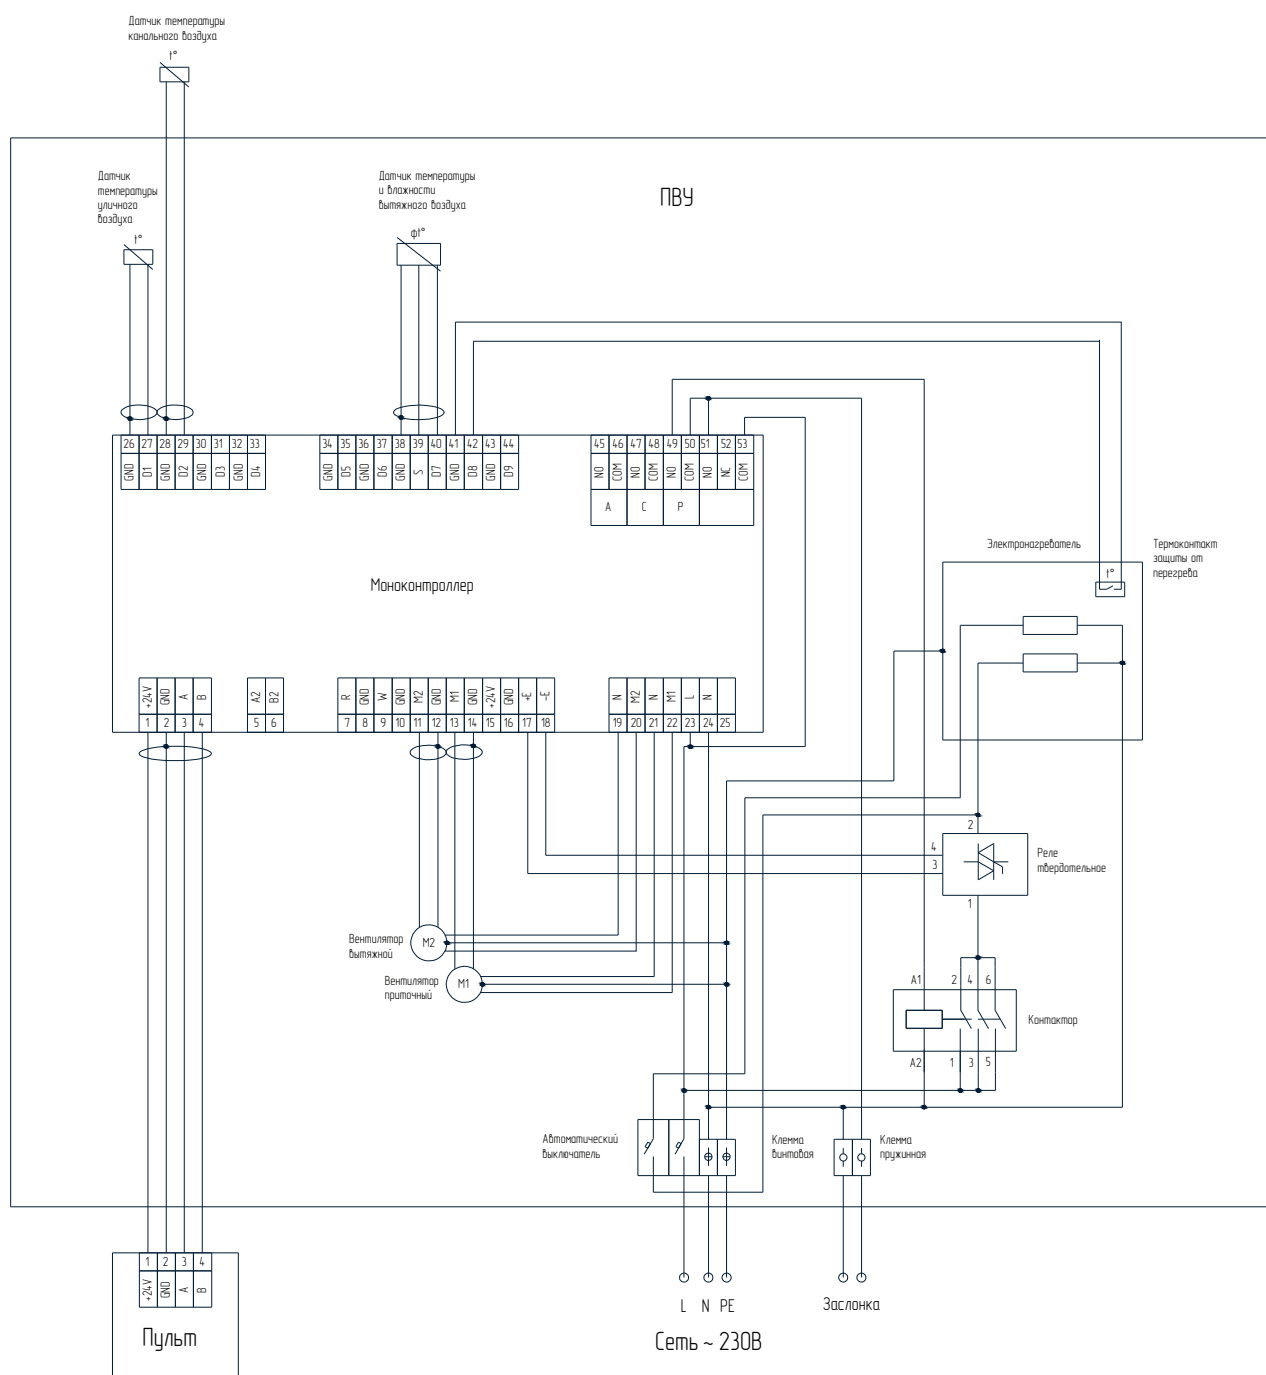 Датчик температуры
канального воздуха
t°
Датчик
температуры
уличного
воздуха
t°
Датчик температуры
и влажности
вытяжного воздуха
φt°
ПВУ
26 27 28 29 30 31 32 33
GND D1 GND D2 GND D3 GND D4
34 35 36 37 38 39 40 41 42 43 44
GND D5 GND D6 GND S D7 GND D8 GND D9
45 46 47 48 49 50 51 52 53
NO COM NO COM NO COM NO NC COM
A C P
Моноконтроллер
Электронагреватель
Термоконтакт
защиты от
перегрева
t°
+24V GND A B
1 2 3 4
A2 B2
5 6
R GND W GND M2 GND M1 GND +24V GND +E -E
7 8 9 10 11 12 13 14 15 16 17 18
N M2 N M1 L N
19 20 21 22 23 24 25
2
4
3
1
Реле
твердотельное
Вентилятор
вытяжной
M2
Вентилятор
приточный
M1
A1 2 4 6
Контактор
A2 1 3 5
Автоматический
выключатель
Клемма
винтовая
Клемма
пружинная
1 2 3 4
+24V GND A B
Пульт
L N PE
Сеть ~ 230В
Заслонка